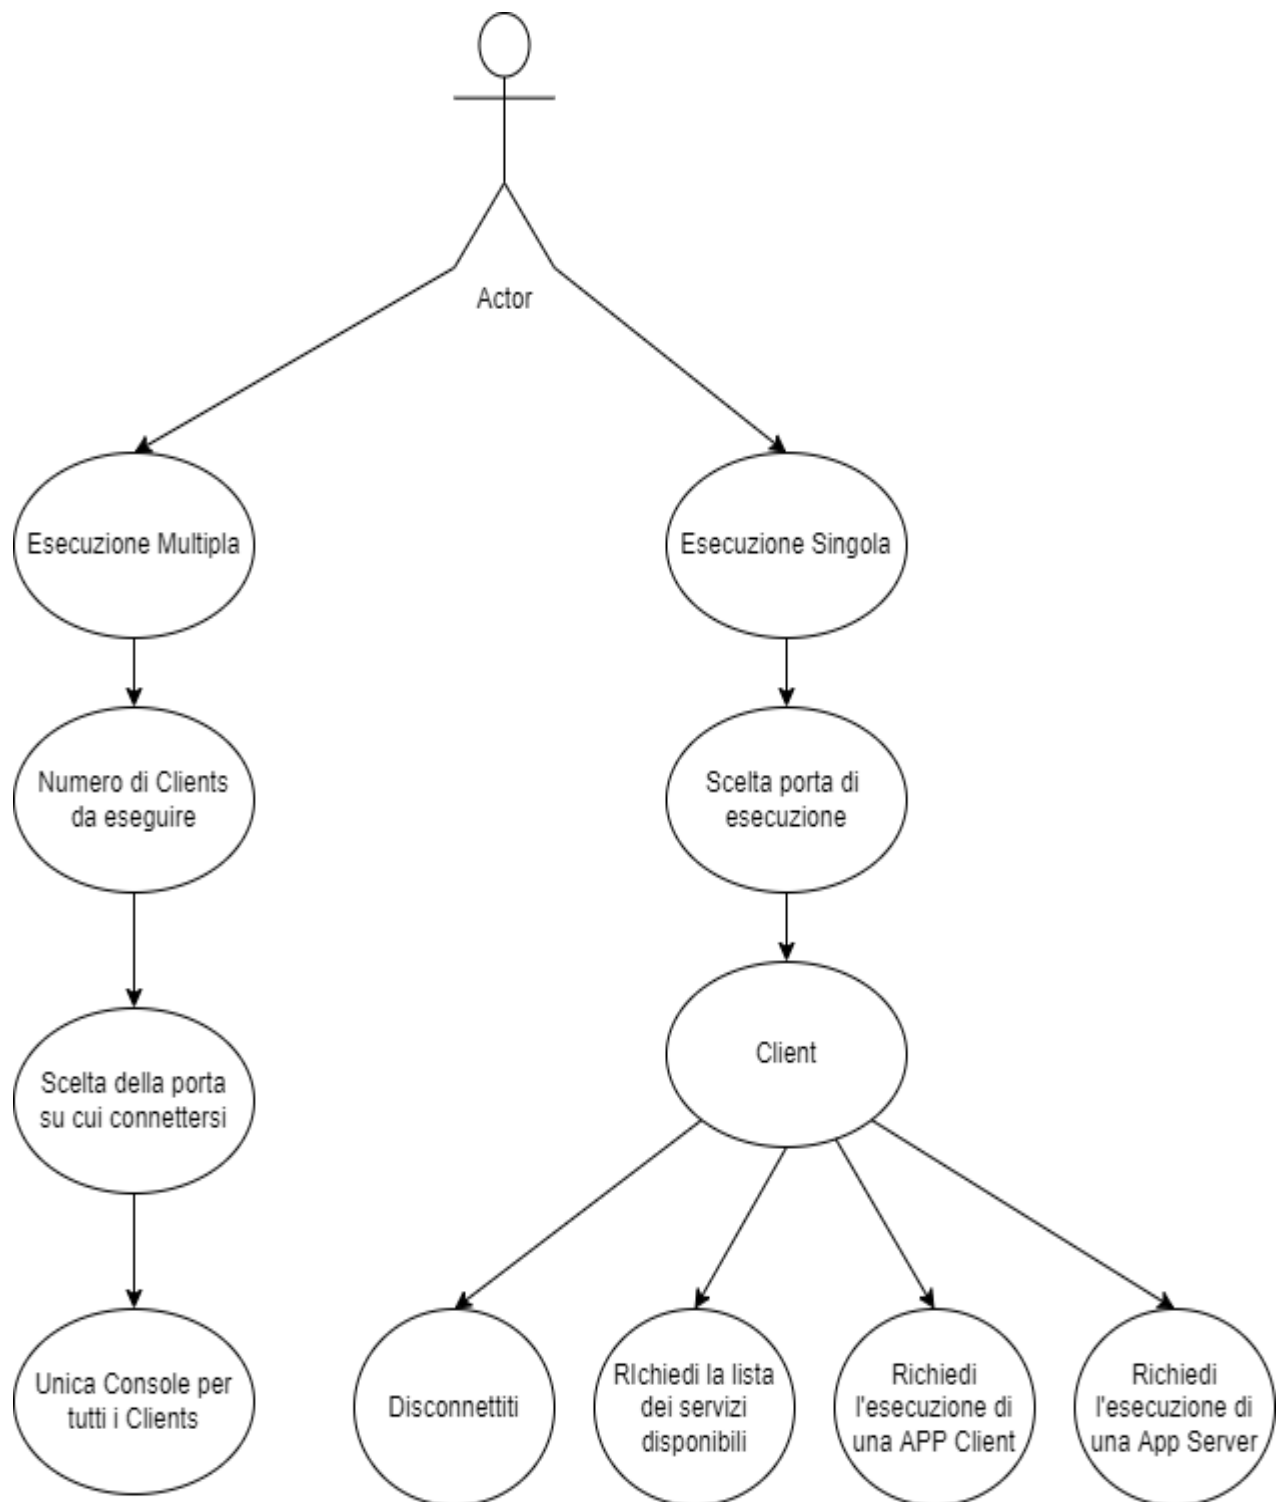 Actor
Esecuzione Multipla
Esecuzione Singola
Numero di Clients
da eseguire
Scelta porta di
esecuzione
Scelta della porta
su cui connettersi
Client
Unica Console per
tutti i Clients
Disconnettiti
RIchiedi la lista
dei servizi
disponibili
Richiedi
l'esecuzione di
una APP Client
Richiedi
l'esecuzione di
una App Server